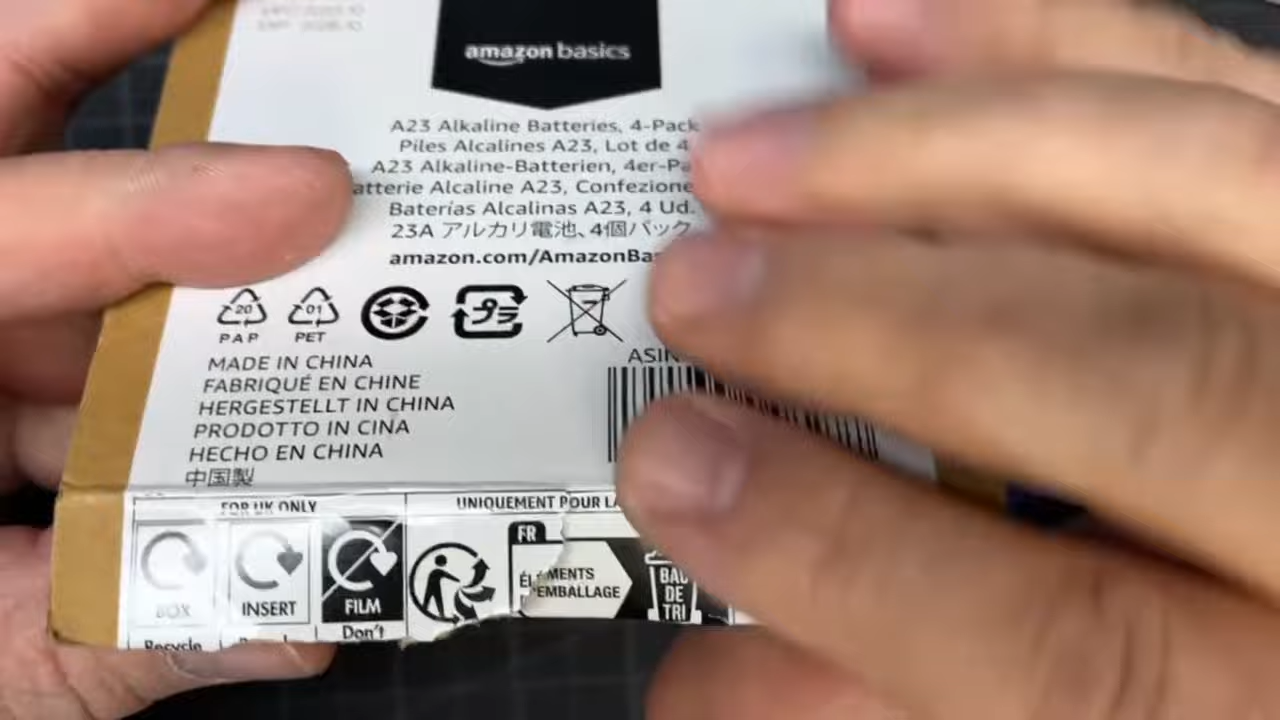 amazon basics
A23 Alkaline Batteries, 4-Pack
Piles Alcalines A23, Lot de 4
A23 Alkaline-Batterien, 4er-Pa
atterie Alcaline A23, Confezione
Baterías Alcalinas A23, 4 Ud.
23A アルカリ電池、4個パック
amazon.com/AmazonBas
20
PAP
01
PET
プラ
ASIN
MADE IN CHINA
FABRIQUÉ EN CHINE
HERGESTELLT IN CHINA
PRODOTTO IN CINA
HECHO EN CHINA
中国製
FOR UK ONLY
UNIQUEMENT POUR LA
BOX
INSERT
FILM
Recycle
Don't
FR
ÉLÉMENTS
D'EMBALLAGE
BAC
DE
TRI